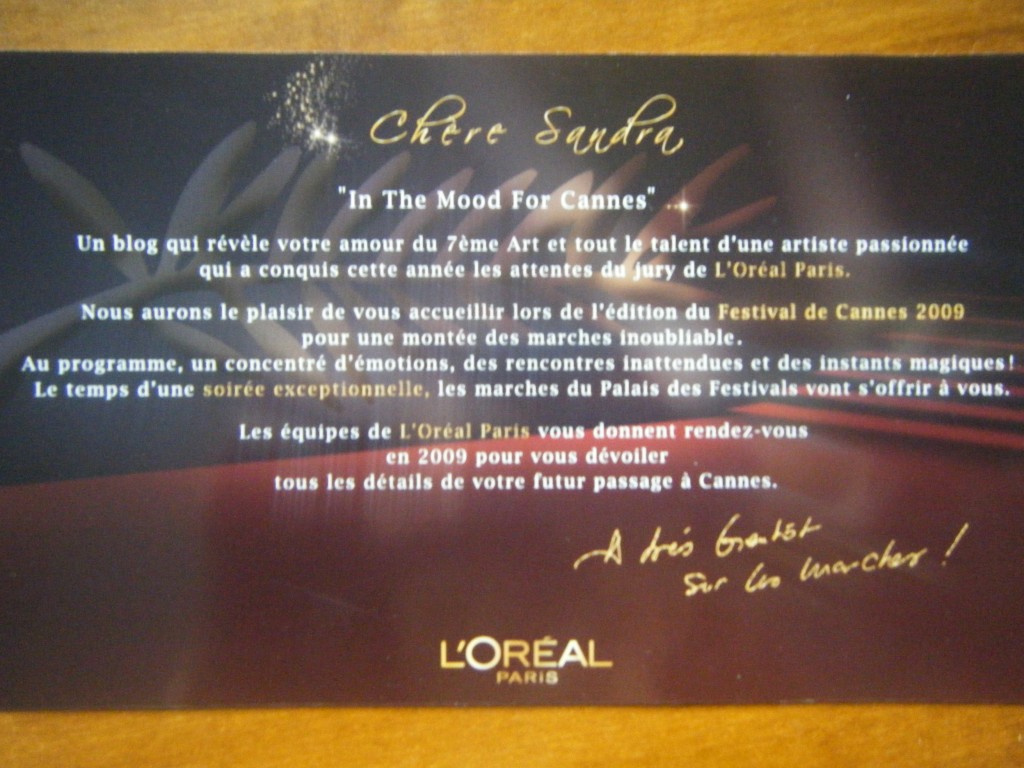 Chère Sandra,
"In The Mood For Cannes" ...
Un blog qui révèle votre amour du 7ème Art et tout le talent d'une artiste passionnée
qui a conquis cette année les attentes du jury de L'Oréal Paris.
Nous aurons le plaisir de vous accueillir lors de l'édition du Festival de Cannes 2009
pour une montée des marches inoubliable.
Au programme, un concentré d'émotions, des rencontres inattendues et des instants magiques!
Le temps d'une soirée exceptionnelle, les marches du Palais des Festivals vont s'offrir à vous.
Les équipes de L'Oréal Paris vous donnent rendez-vous
en 2009 pour vous dévoiler
tous les détails de votre futur passage à Cannes.
A très bientôt
sur les marches !
L'ORÉAL
PARIS